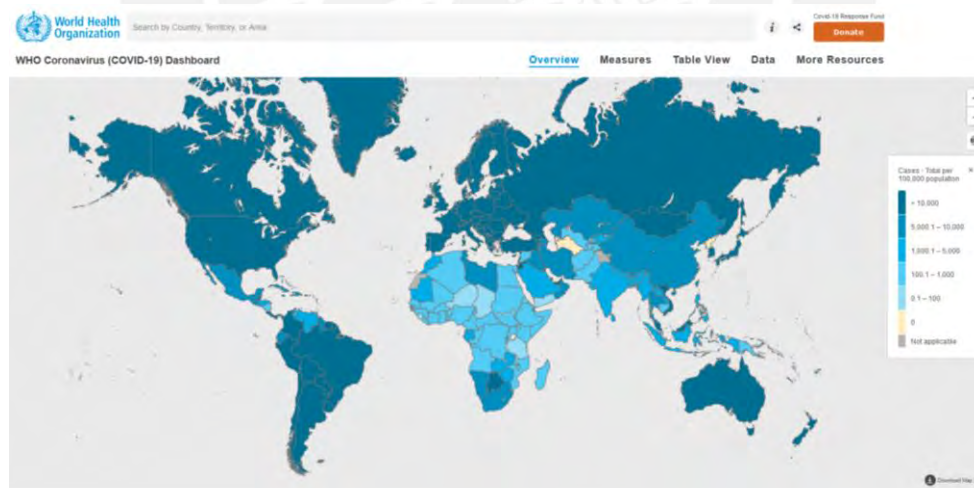 World Health
Organization
Search by Country, Territory, or Area
i
Covid-19 Response Fund
Donate
WHO Coronavirus (COVID-19) Dashboard
Overview
Measures
Table View
Data
More Resources
Cases - Total per
100,000 population
×
> 10,000
5,000.1 – 10,000
1,000.1 – 5,000
100.1 – 1,000
0.1 – 100
0
Not applicable
Download Map